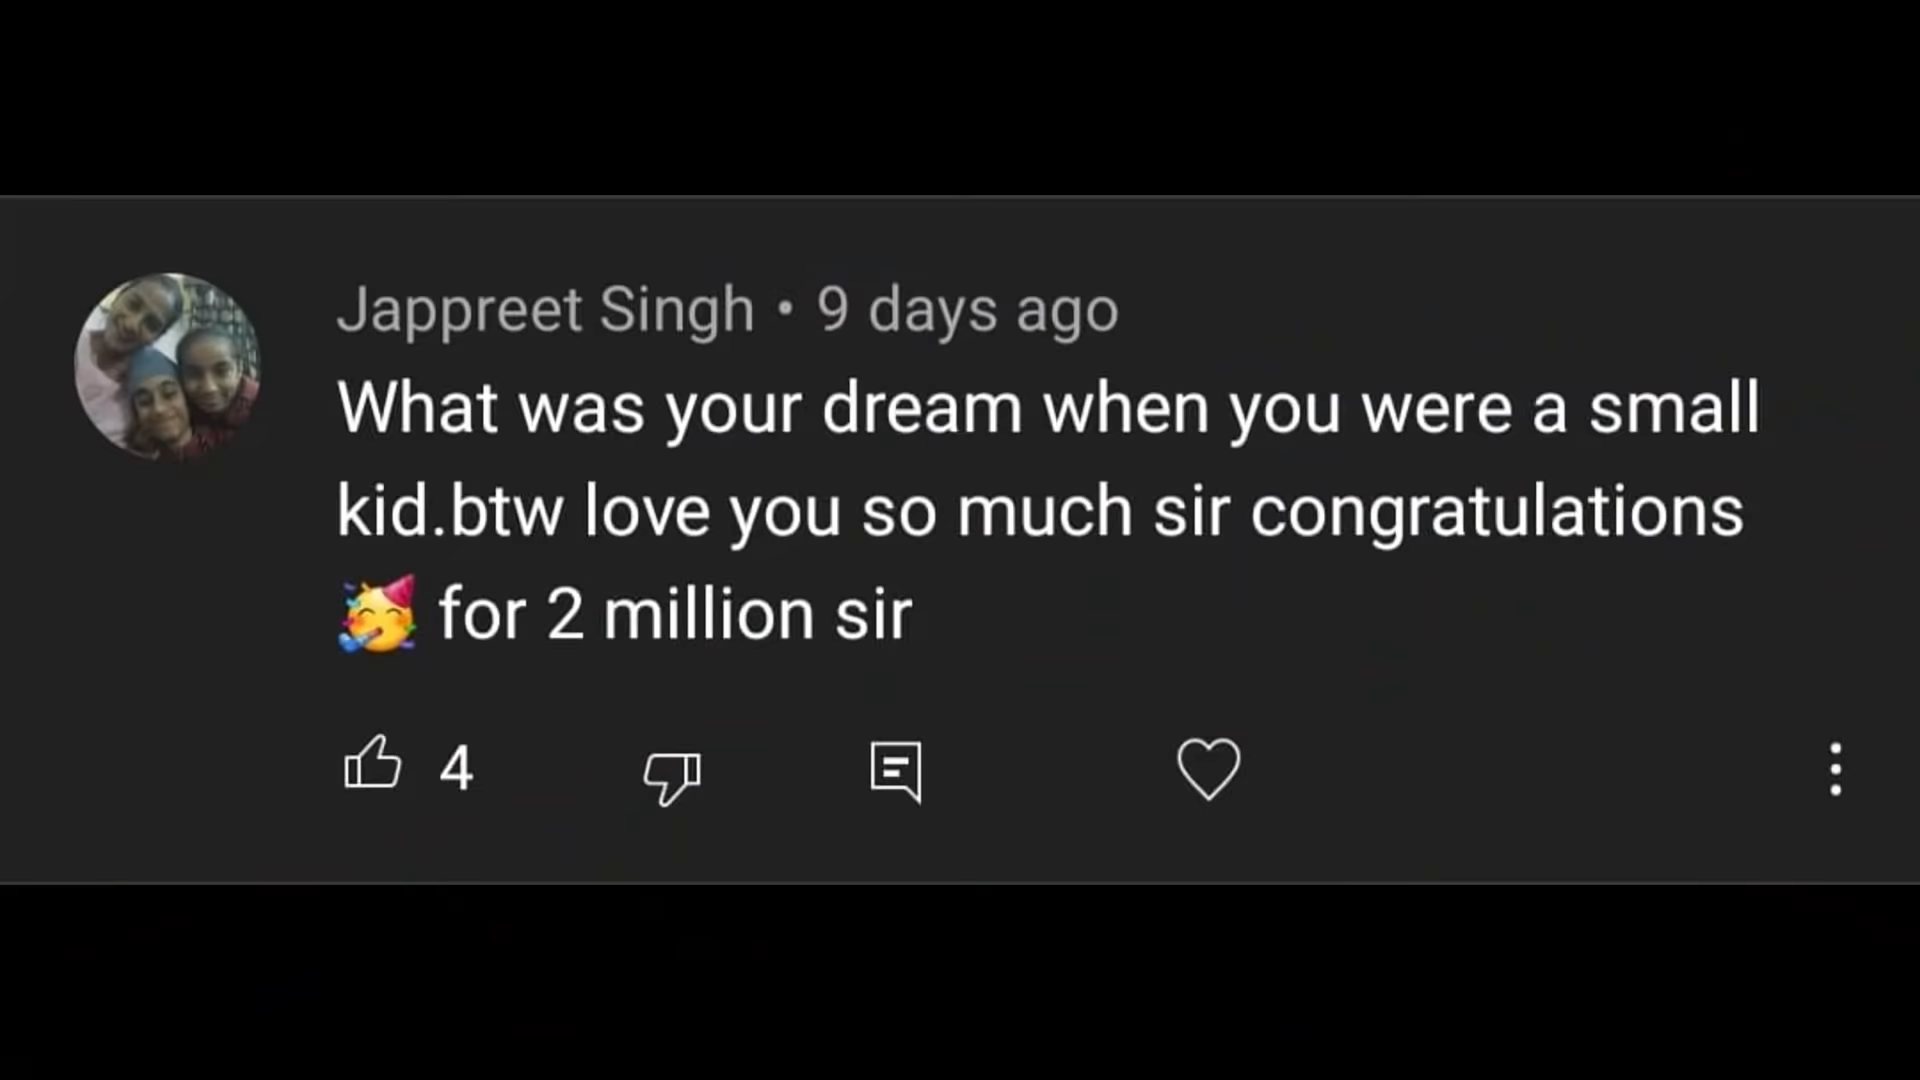 Jappreet Singh • 9 days ago
What was your dream when you were a small
kid.btw love you so much sir congratulations
🥳 for 2 million sir
4